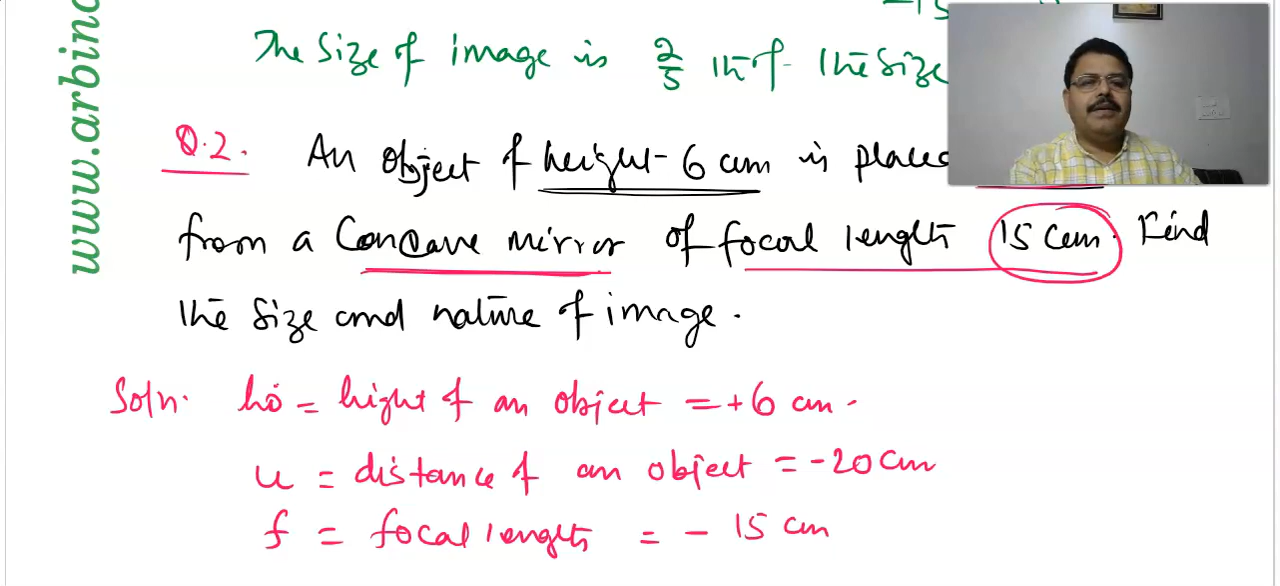 www.arbind
-15
The Size of image is 2/5 th of the size
Q.2. An Object of height-6 cm is place
from a Concave mirror of focal length 15 cm. Find
the size and nature of image.
Soln. ho = hight of an object = +6 cm.
u = distance of an object = -20 cm
f = focal length = - 15 cm